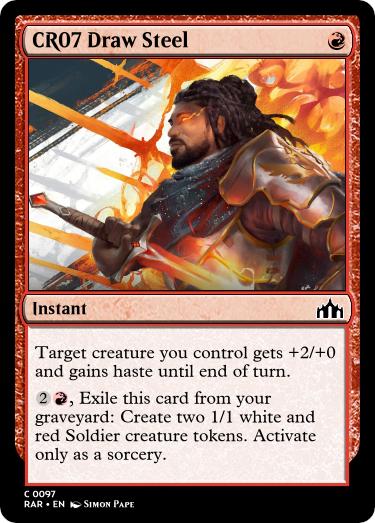 CR07 Draw Steel
Instant
Target creature you control gets +2/+0
and gains haste until end of turn.
2 , Exile this card from your
graveyard: Create two 1/1 white and
red Soldier creature tokens. Activate
only as a sorcery.
C 0097
RAR • EN Simon Pape